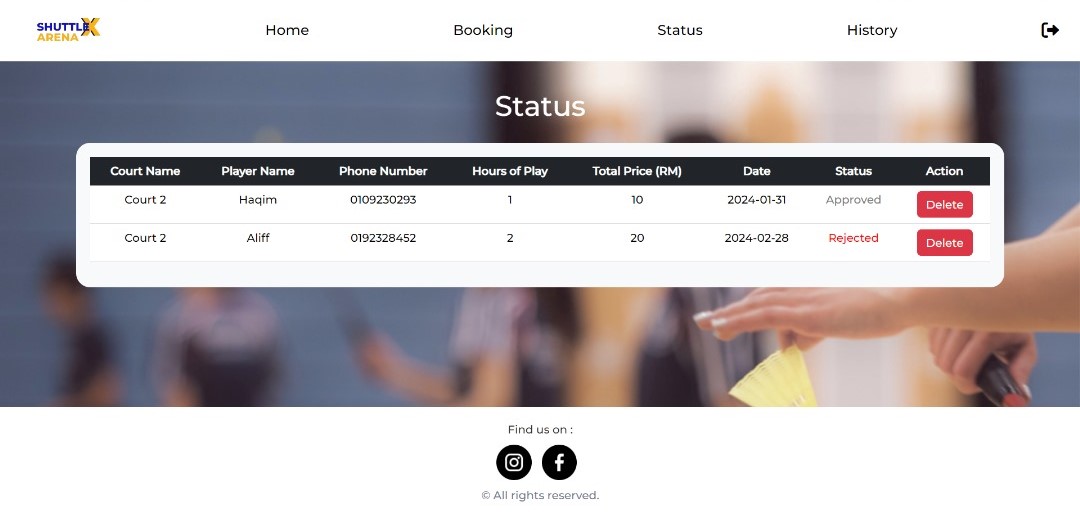 SHUTTLE X
ARENA
Home Booking Status History
Status
Court Name Player Name Phone Number Hours of Play Total Price (RM) Date Status Action
Court 2 Haqim 0109230293 1 10 2024-01-31 Approved Delete
Court 2 Aliff 0192328452 2 20 2024-02-28 Rejected Delete
Find us on :
© All rights reserved.